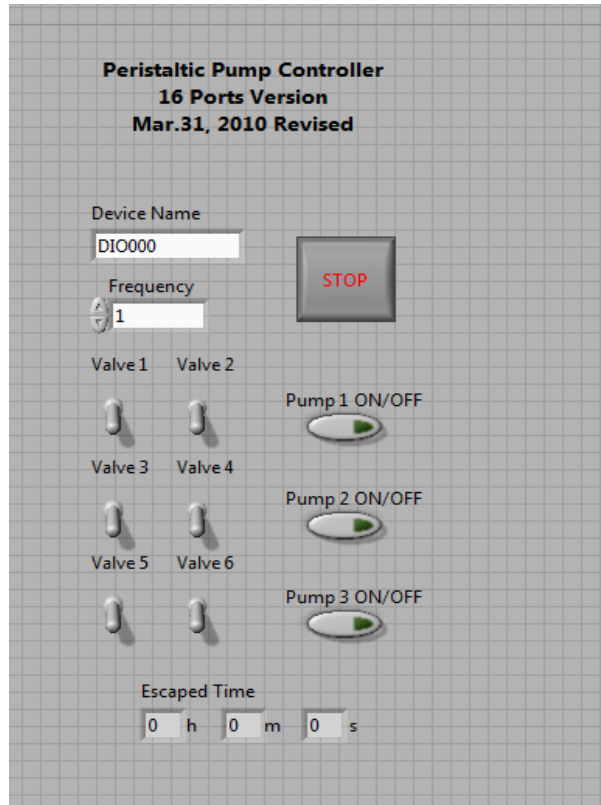 Peristaltic Pump Controller
16 Ports Version
Mar.31, 2010 Revised
Device Name
DIO000
STOP
Frequency
1
Valve 1 Valve 2
Pump 1 ON/OFF
Valve 3 Valve 4
Pump 2 ON/OFF
Valve 5 Valve 6
Pump 3 ON/OFF
Escaped Time
0 h 0 m 0 s